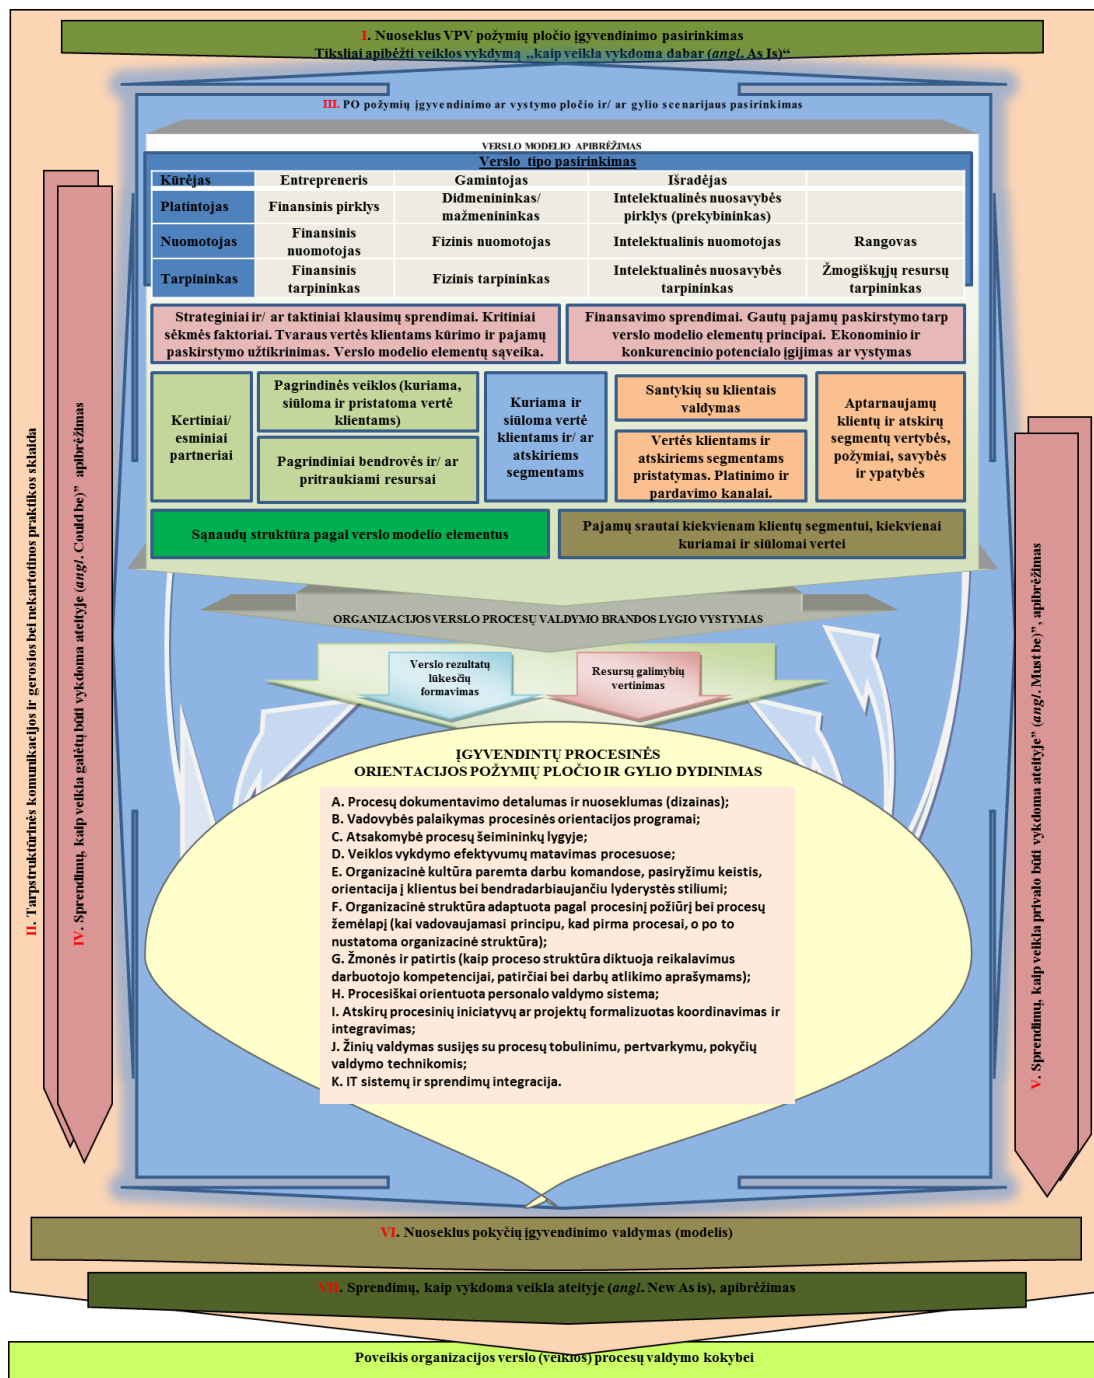 I. Nuoseklus VPV požymių pločio įgyvendinimo pasirinkimas
Tiksliai apibėžti veiklos vykdymą „kaip veikla vykdoma dabar (angl. As Is)“
III. PO požymių įgyvendinimo ar vystymo pločio ir/ ar gylio scenarijaus pasirinkimas
VERSLO MODELIO APIBRĖŽIMAS
Verslo tipo pasirinkimas
Kūrėjas Entrepreneris Gamintojas Išradėjas
Platintojas Finansinis pirklys Didmenininkas/ mažmenininkas Intelektualinės nuosavybės pirklys (prekybininkas)
Nuomotojas Finansinis nuomotojas Fizinis nuomotojas Intelektualinis nuomotojas Rangovas
Tarpininkas Finansinis tarpininkas Fizinis tarpininkas Intelektualinės nuosavybės tarpininkas Žmogiškųjų resursų tarpininkas
Strateginiai ir/ ar taktiniai klausimų sprendimai. Kritiniai
sėkmės faktoriai. Tvaraus vertės klientams kūrimo ir pajamų
paskirstymo užtikrinimas. Verslo modelio elementų sąveika.
Finansavimo sprendimai. Gautų pajamų paskirstymo tarp
verslo modelio elementų principai. Ekonominio ir
konkurencinio potencialo įgijimas ar vystymas
Kertiniai/
esminiai
partneriai
Pagrindinės veiklos (kuriama,
siūloma ir pristatoma vertė
klientams)
Pagrindiniai bendrovės ir/ ar
pritraukiami resursai
Kuriama ir
siūloma vertė
klientams ir/ ar
atskiriems
segmentams
Santykių su klientais
valdymas
Vertės klientams ir
atskiriems segmentams
pristatymas. Platinimo ir
pardavimo kanalai.
Aptarnaujamų
klientų ir atskirų
segmentų vertybės,
požymiai, savybės
ir ypatybės
Sąnaudų struktūra pagal verslo modelio elementus
Pajamų srautai kiekvienam klientų segmentui, kiekvienai
kuriamai ir siūlomai vertei
ORGANIZACIJOS VERSLO PROCESŲ VALDYMO BRANDOS LYGIO VYSTYMAS
Verslo rezultatų
lūkesčių
formavimas
Resursų galimybių
vertinimas
ĮGYVENDINTŲ PROCESINĖS
ORIENTACIJOS POŽYMIŲ PLOČIO IR GYLIO DYDINIMAS
A. Procesų dokumentavimo detalumas ir nuoseklumas (dizainas);
B. Vadovybės palaikymas procesinės orientacijos programai;
C. Atsakomybė procesų šeimininkų lygyje;
D. Veiklos vykdymo efektyvumų matavimas procesuose;
E. Organizacinė kultūra paremta darbu komandose, pasiryžimu keistis,
orientacija į klientus bei bendradarbiaujančiu lyderystės stiliumi;
F. Organizacinė struktūra adaptuota pagal procesinį požiūrį bei procesų
žemėlapį (kai vadovaujamasi principu, kad pirma procesai, o po to
nustatoma organizacinė struktūra);
G. Žmonės ir patirtis (kaip proceso struktūra diktuoja reikalavimus
darbuotojo kompetencijai, patirčiai bei darbų atlikimo aprašymams);
H. Procesiškai orientuota personalo valdymo sistema;
I. Atskirų procesinių iniciatyvų ar projektų formalizuotas koordinavimas ir
integravimas;
J. Žinių valdymas susijęs su procesų tobulinimu, pertvarkymu, pokyčių
valdymo technikomis;
K. IT sistemų ir sprendimų integracija.
II. Tarpstruktūrinės komunikacijos ir gerosios bei nekartotinos praktikos sklaida
IV. Sprendimų, kaip veikla galėtų būti vykdoma ateityje (angl. Could be)” apibrėžimas
V. Sprendimų, kaip veikla privalo būti vykdoma ateityje” (angl. Must be)”, apibrėžimas
VI. Nuoseklus pokyčių įgyvendinimo valdymas (modelis)
VII. Sprendimų, kaip vykdoma veikla ateityje (angl. New As is), apibrėžimas
Poveikis organizacijos verslo (veiklos) procesų valdymo kokybei